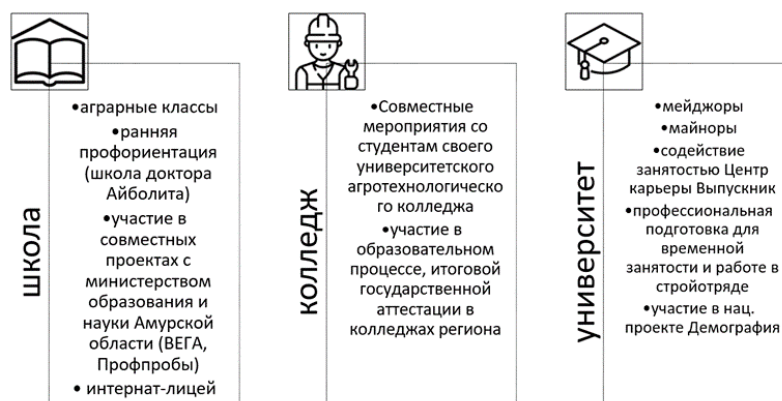 школа
•аграрные классы
•ранняя
профориентация
(школа доктора
Айболита)
•участие в
совместных
проектах с
министерством
образования и
науки Амурской
области (ВЕГА,
Профпробы)
• интернат-лицей
колледж
•Совместные
мероприятия со
студентам своего
университетского
агротехнологическо
го колледжа
•участие в
образовательном
процессе, итоговой
государственной
аттестации в
колледжах региона
университет
•мейджоры
•майноры
•содействие
занятостью Центр
карьеры Выпускник
•профессиональная
подготовка для
временной
занятости и работе в
стройотряде
•участие в нац.
проекте Демография